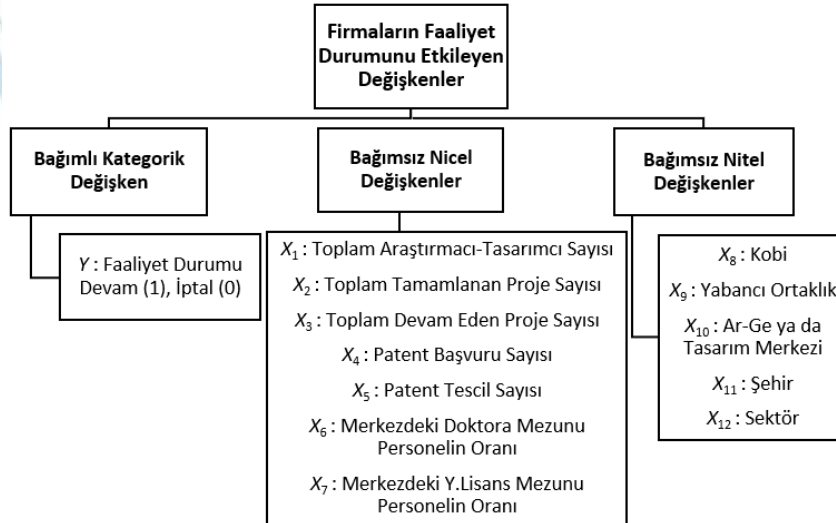 Firmaların Faaliyet
Durumunu Etkileyen
Değişkenler
Bağımlı Kategorik
Değişken
Y : Faaliyet Durumu
Devam (1), İptal (0)
Bağımsız Nicel
Değişkenler
X1 : Toplam Araştırmacı-Tasarımcı Sayısı
X2 : Toplam Tamamlanan Proje Sayısı
X3 : Toplam Devam Eden Proje Sayısı
X4 : Patent Başvuru Sayısı
X5 : Patent Tescil Sayısı
X6 : Merkezdeki Doktora Mezunu
Personelin Oranı
X7 : Merkezdeki Y.Lisans Mezunu
Personelin Oranı
Bağımsız Nitel
Değişkenler
X8 : Kobi
X9 : Yabancı Ortaklık
X10 : Ar-Ge ya da
Tasarım Merkezi
X11 : Şehir
X12 : Sektör